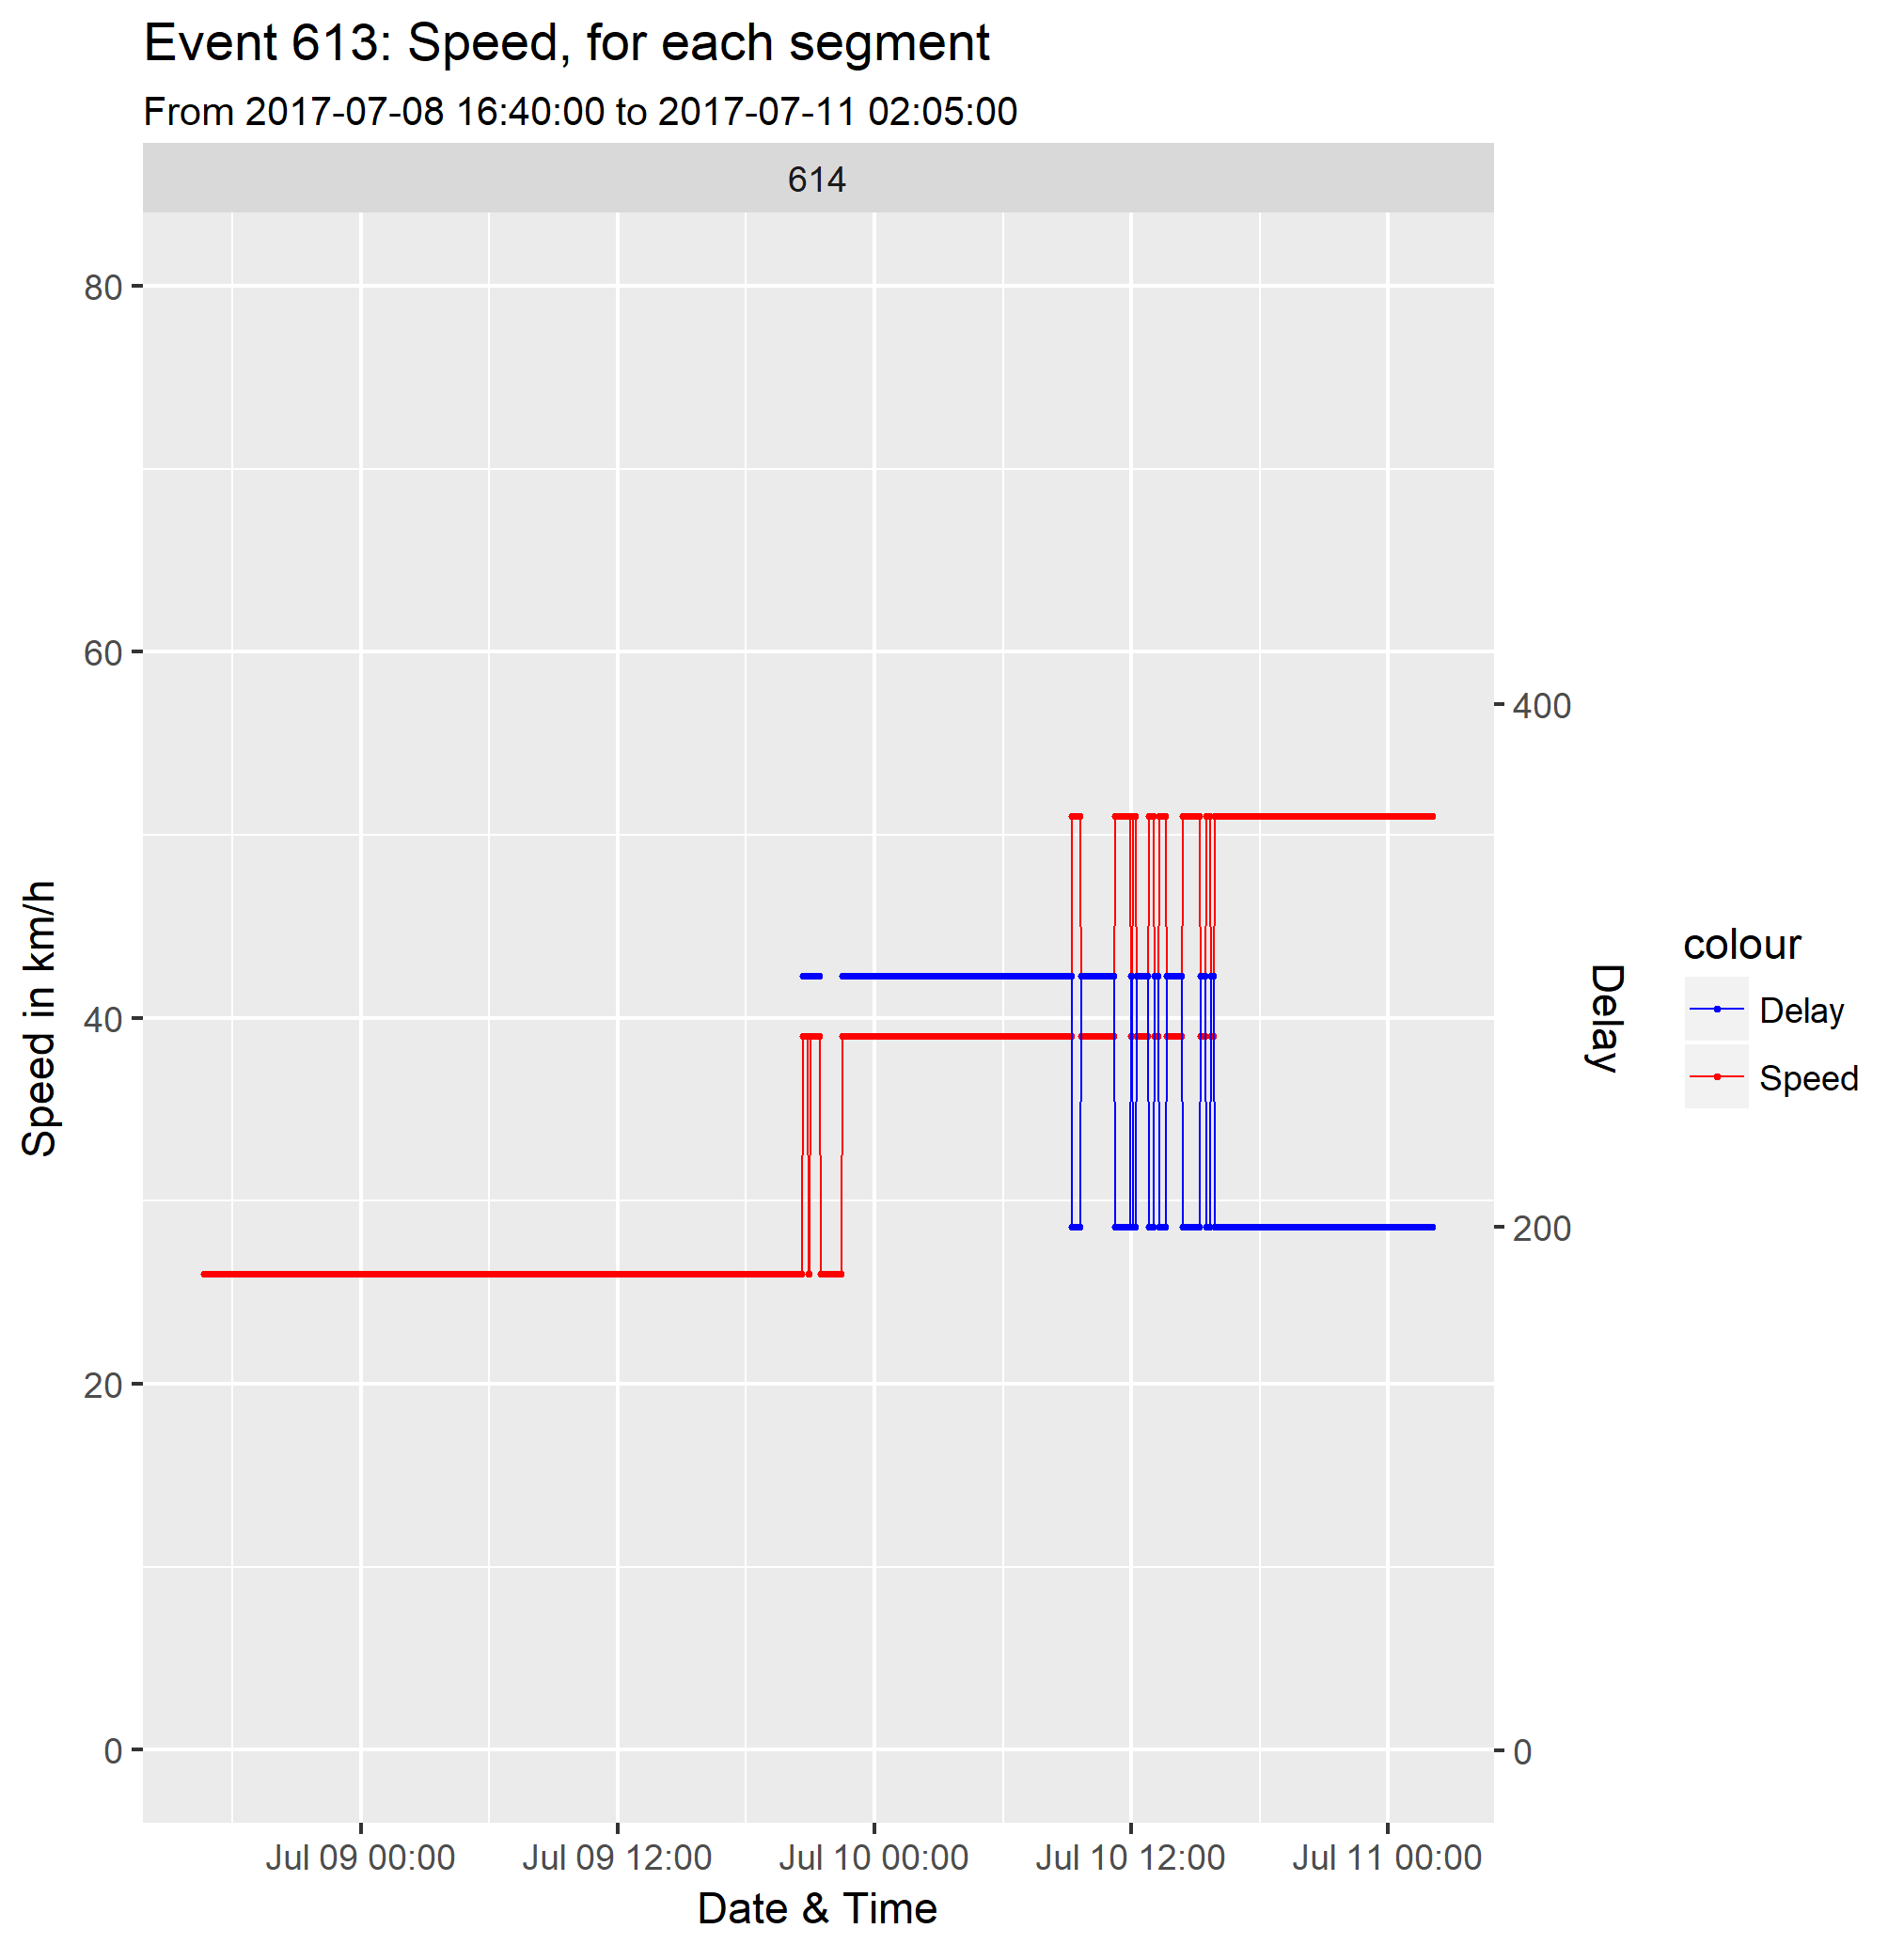 Event 613: Speed, for each segment
From 2017-07-08 16:40:00 to 2017-07-11 02:05:00
614
80
60
40
20
0
Speed in km/h
400
200
0
Delay
Jul 09 00:00
Jul 09 12:00
Jul 10 00:00
Jul 10 12:00
Jul 11 00:00
Date & Time
colour
Delay
Speed